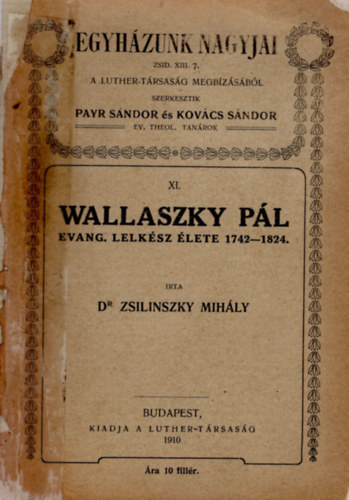 EGYHÁZUNK NAGYJAI
ZSID. XIII. 7.
A LUTHER-TÁRSASÁG MEGBÍZÁSÁBÓL
SZERKESZTIK
PAYR SÁNDOR és KOVÁCS SÁNDOR
EV. THEOL. TANÁROK
XI.
WALLASZKY PÁL
EVANG. LELKÉSZ ÉLETE 1742—1824.
IRTA
DR ZSILINSZKY MIHÁLY
BUDAPEST,
KIADJA A LUTHER-TÁRSASÁG
1910
Ára 10 fillér.